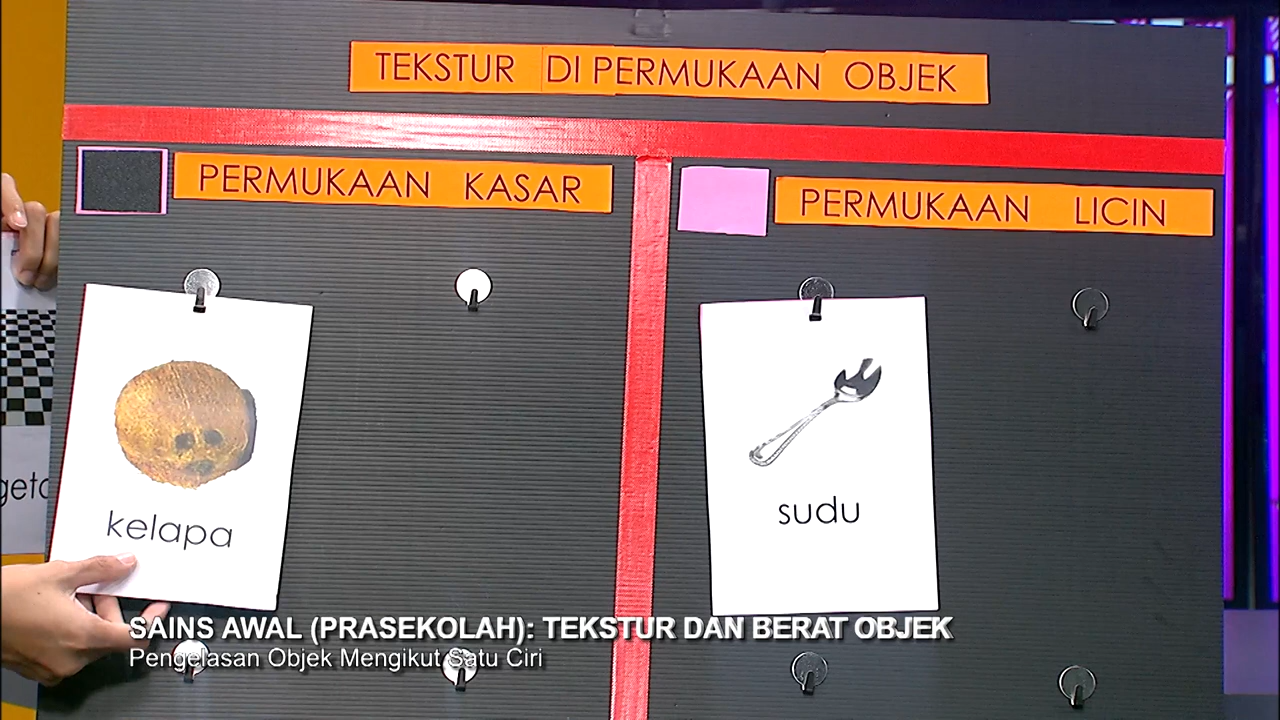 TEKSTUR DI PERMUKAAN OBJEK
PERMUKAAN KASAR
PERMUKAAN LICIN
kelapa
sudu
SAINS AWAL (PRASEKOLAH): TEKSTUR DAN BERAT OBJEK
Pengelasan Objek Mengikut Satu Ciri